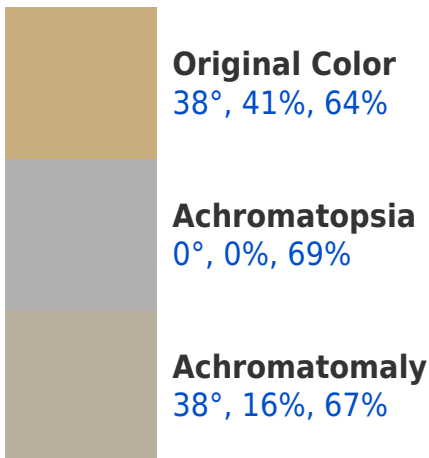 Original Color
38°, 41%, 64%
Achromatopsia
0°, 0%, 69%
Achromatomaly
38°, 16%, 67%